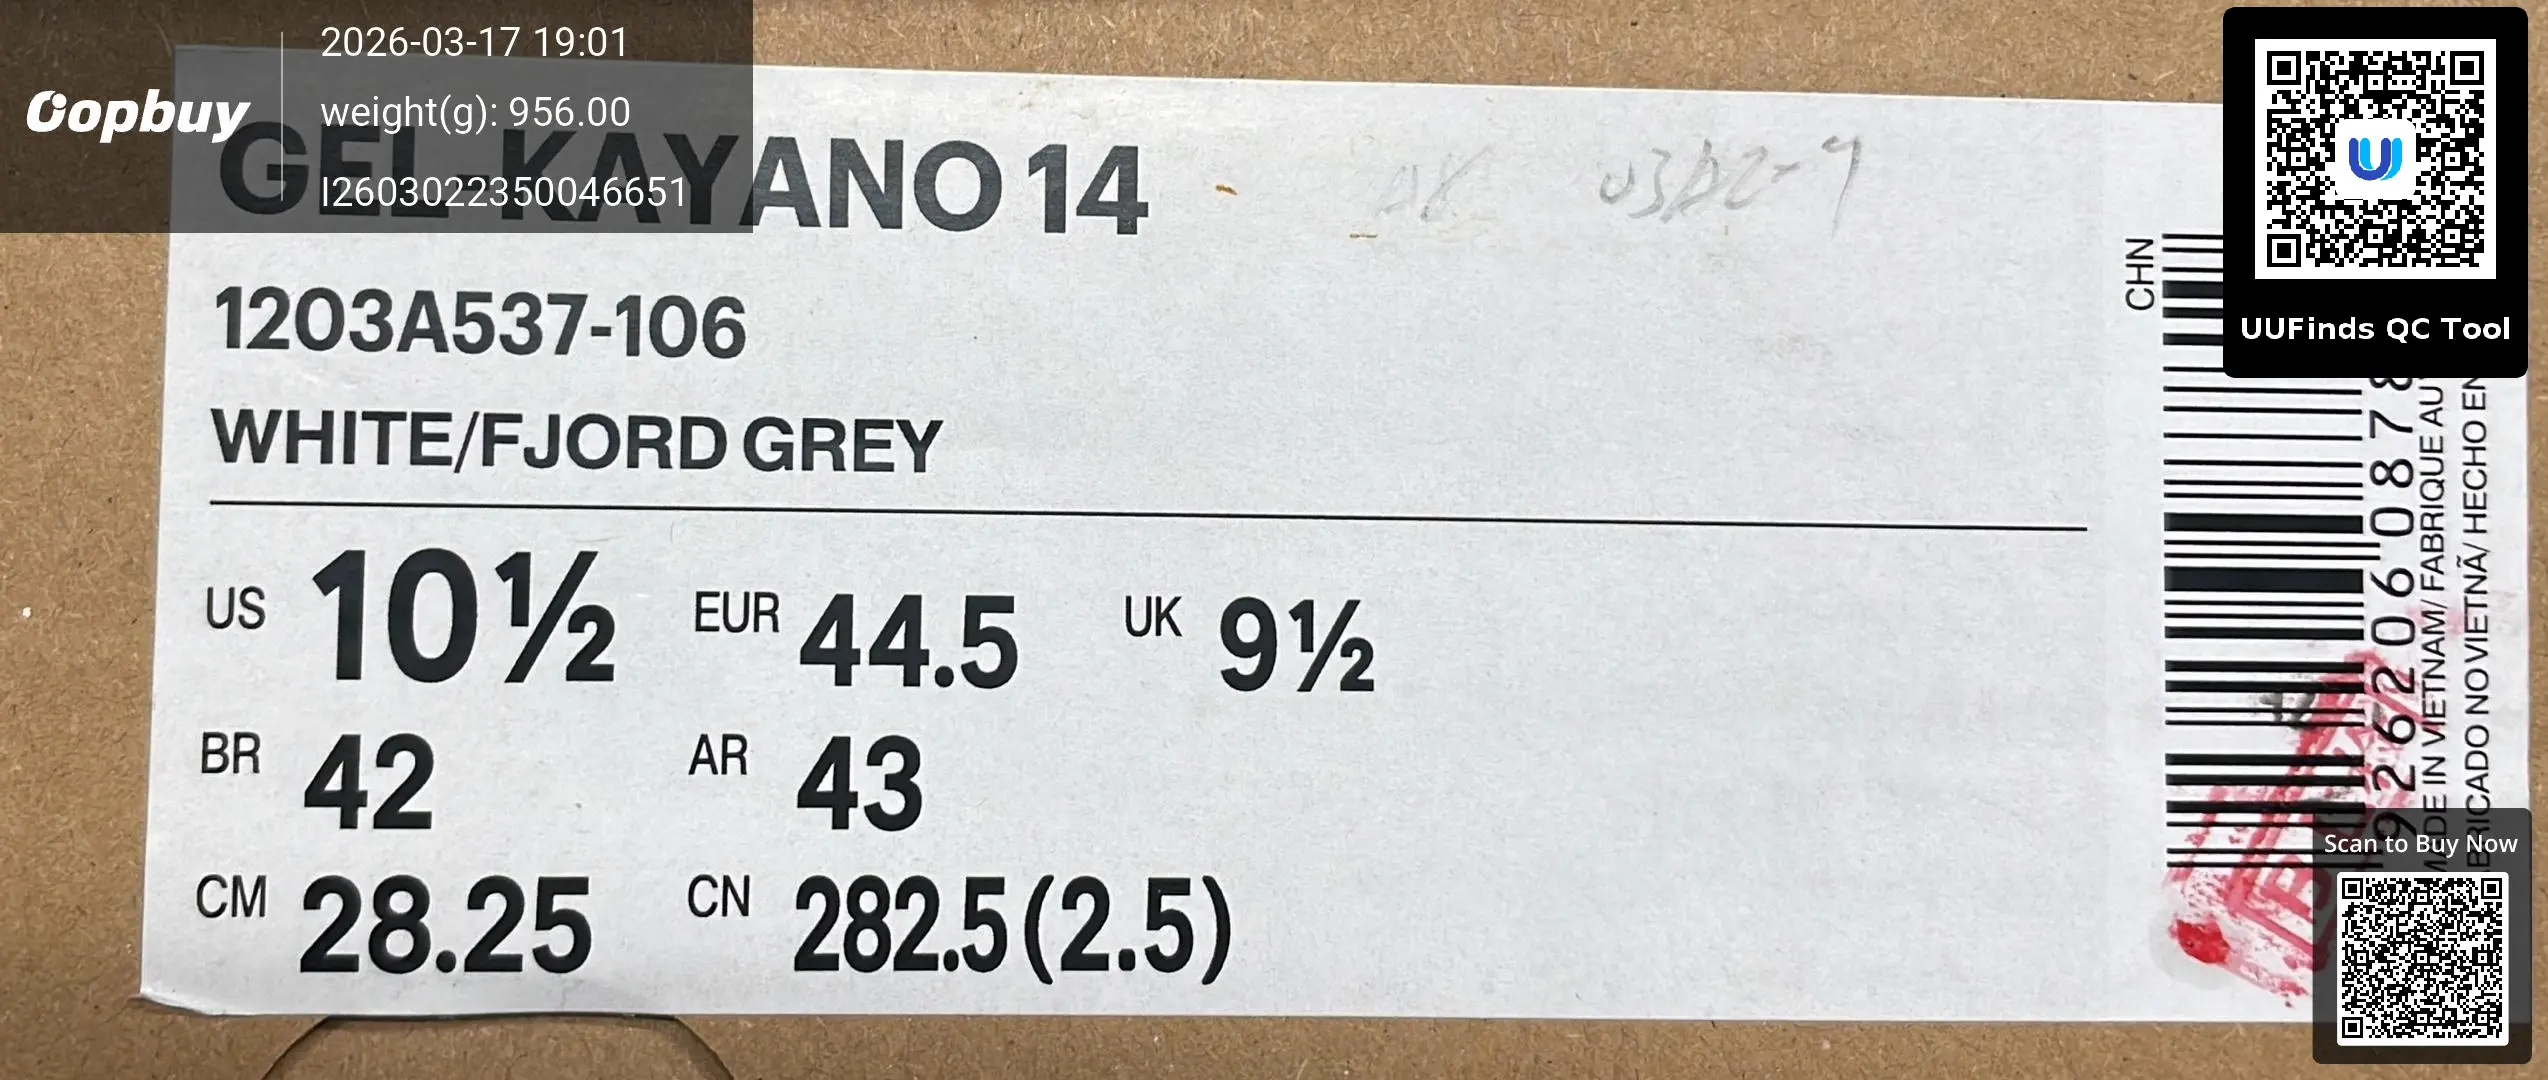 Oopbuy
2026-03-17 19:01
weight(g): 956.00
I2603022350046651
GEL-KAYANO 14
1203A537-106
WHITE/FJORD GREY
US 10½ EUR 44.5 UK 9½
BR 42 AR 43
CM 28.25 CN 282.5(2.5)
CHN
MADE IN VIETNAM/ FABRIQUE AU
FABRICADO NO VIETNÃ/ HECHO EN
UUFinds QC Tool
Scan to Buy Now